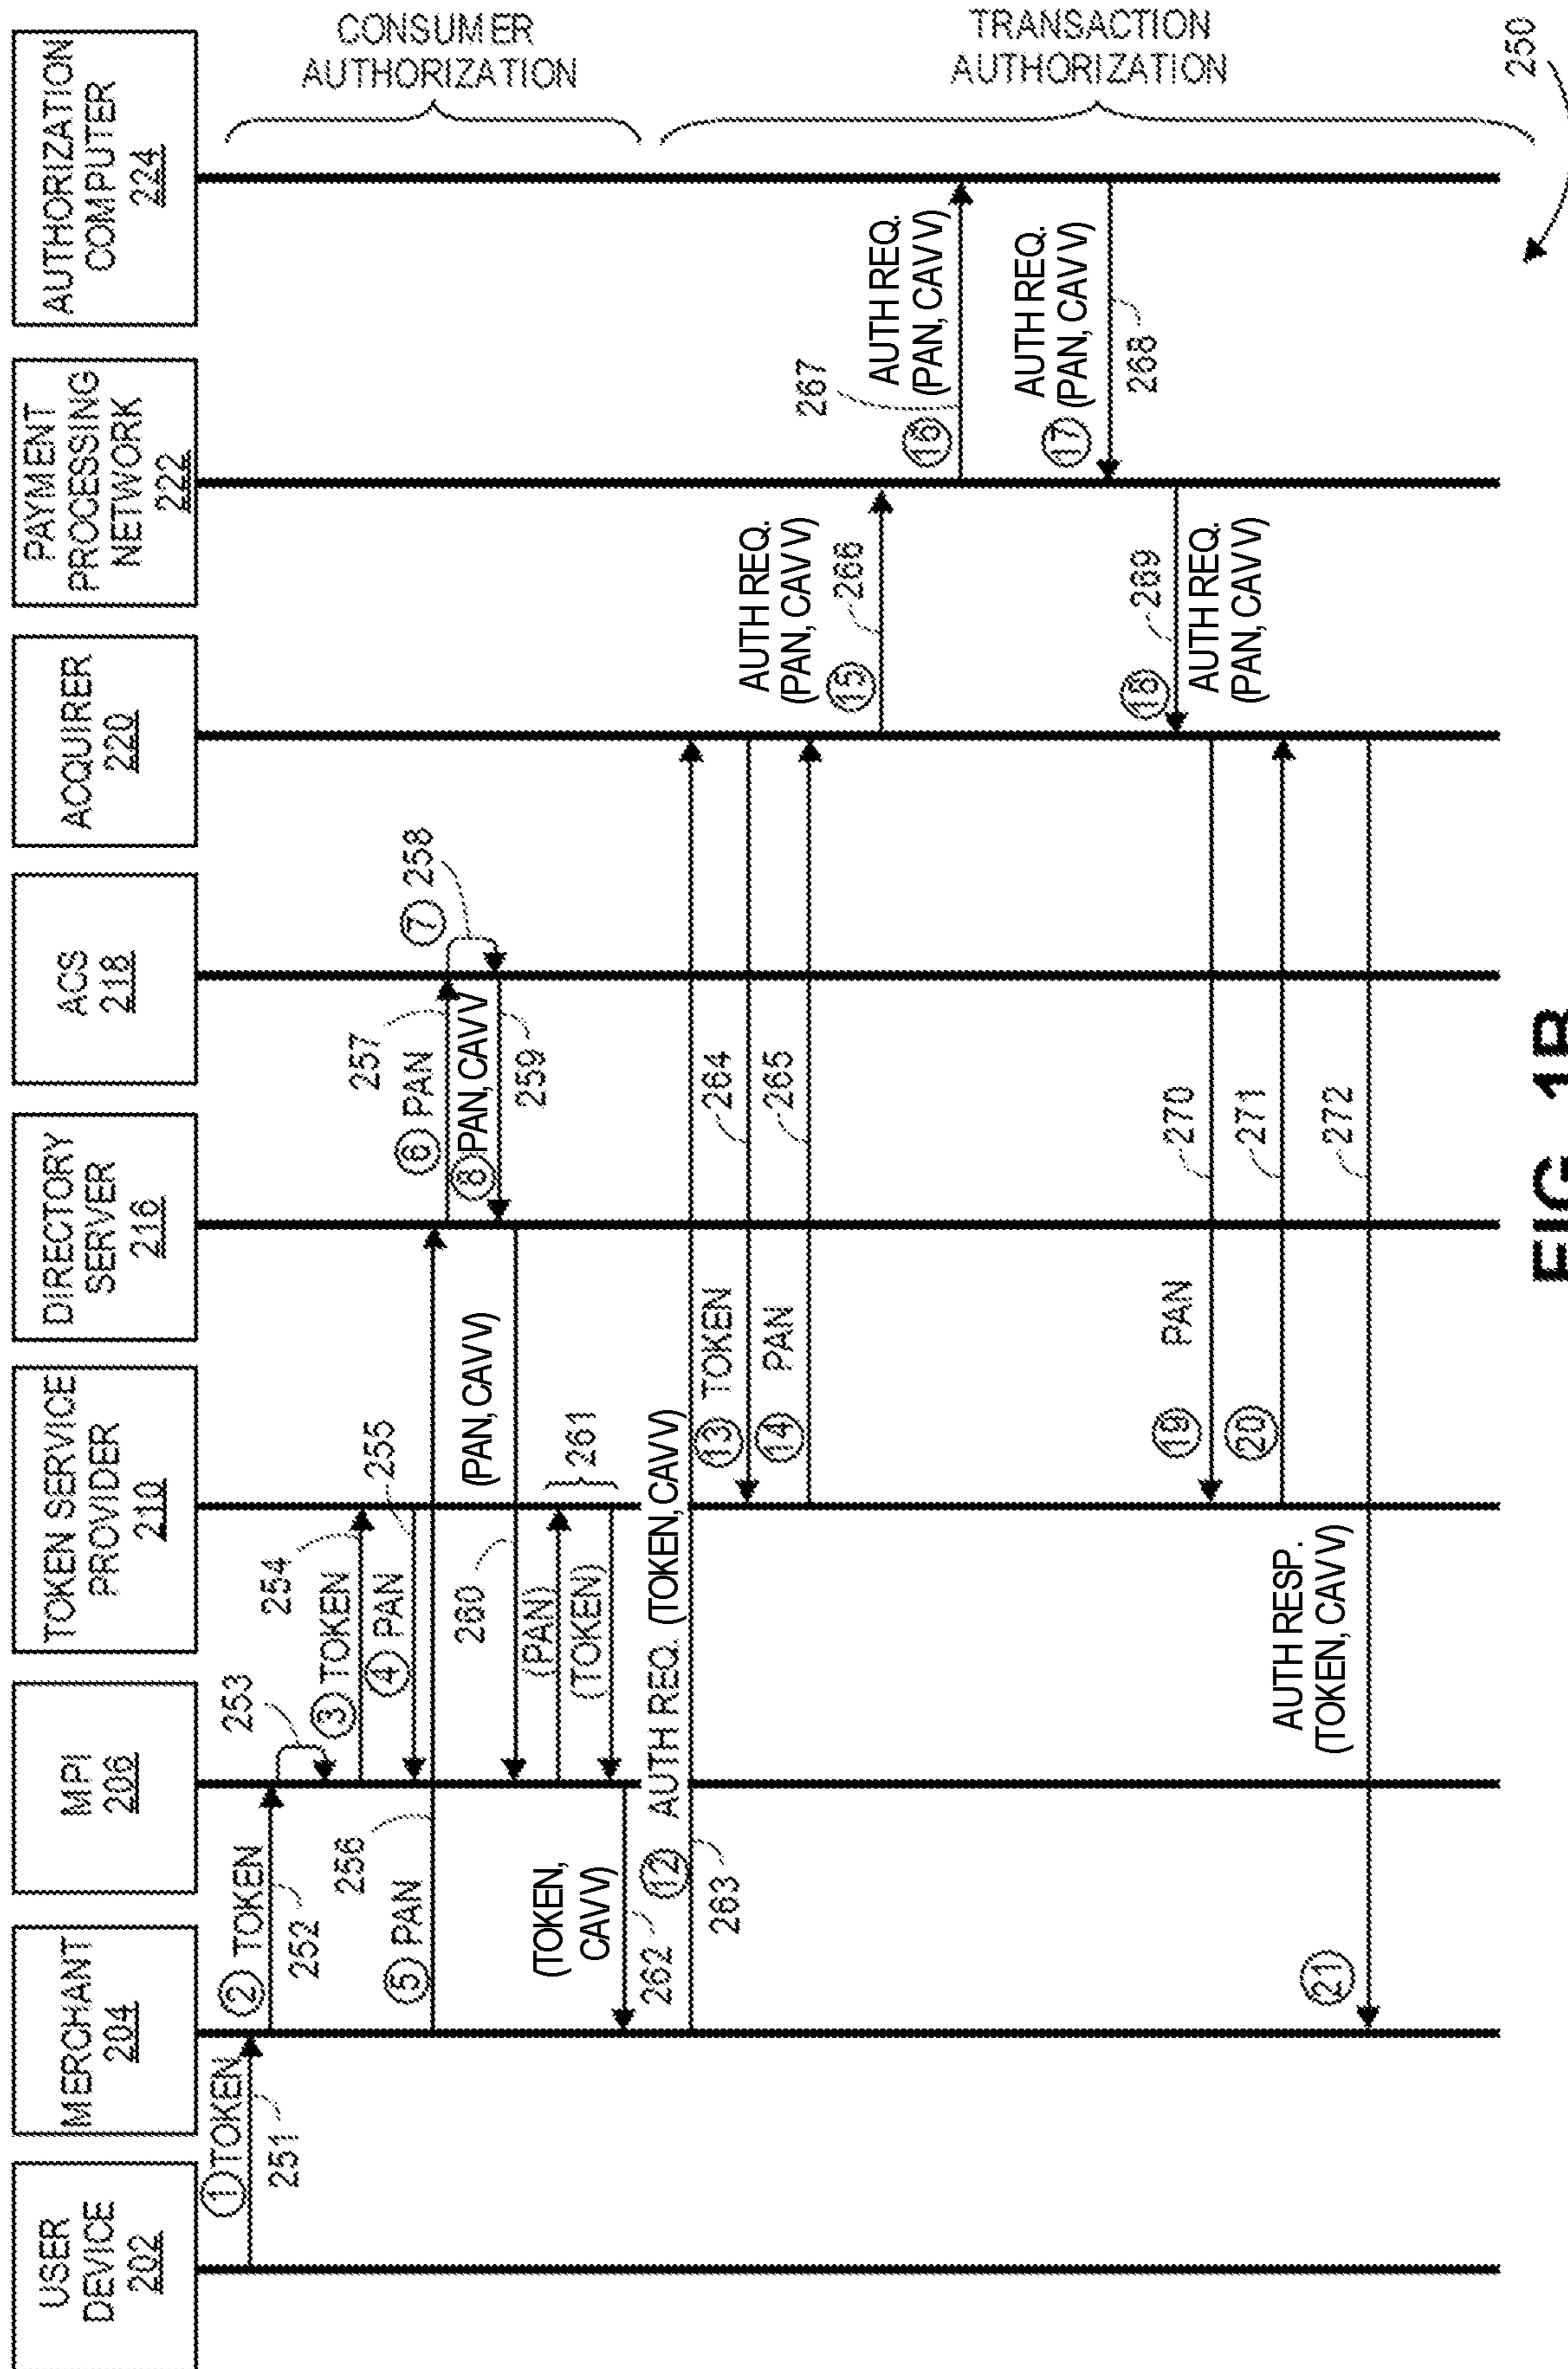 USER
DEVICE
202
MERCHANT
204
MPI
206
TOKEN SERVICE
PROVIDER
210
DIRECTORY
SERVER
216
ACS
218
ACQUIRER
220
PAYMENT
PROCESSING
NETWORK
222
AUTHORIZATION
COMPUTER
224
CONSUMER
AUTHORIZATION
1 TOKEN
251
2 TOKEN
252
253
3 TOKEN
254
4 PAN
255
5 PAN
256
6 PAN
257
7 258
8 PAN, CAVV
259
(PAN, CAVV)
260
(PAN)
(TOKEN)
261
(TOKEN,
CAVV)
262
TRANSACTION
AUTHORIZATION
12 AUTH REQ. (TOKEN, CAVV)
263
13 TOKEN
264
14 PAN
265
AUTH REQ.
(PAN, CAVV)
15 266
AUTH REQ.
(PAN, CAVV)
16
267
AUTH REQ.
17 (PAN, CAVV)
268
18 269
AUTH REQ.
(PAN, CAVV)
19 PAN
270
20
271
AUTH RESP.
(TOKEN, CAVV)
21
272
250
FIG. 1B